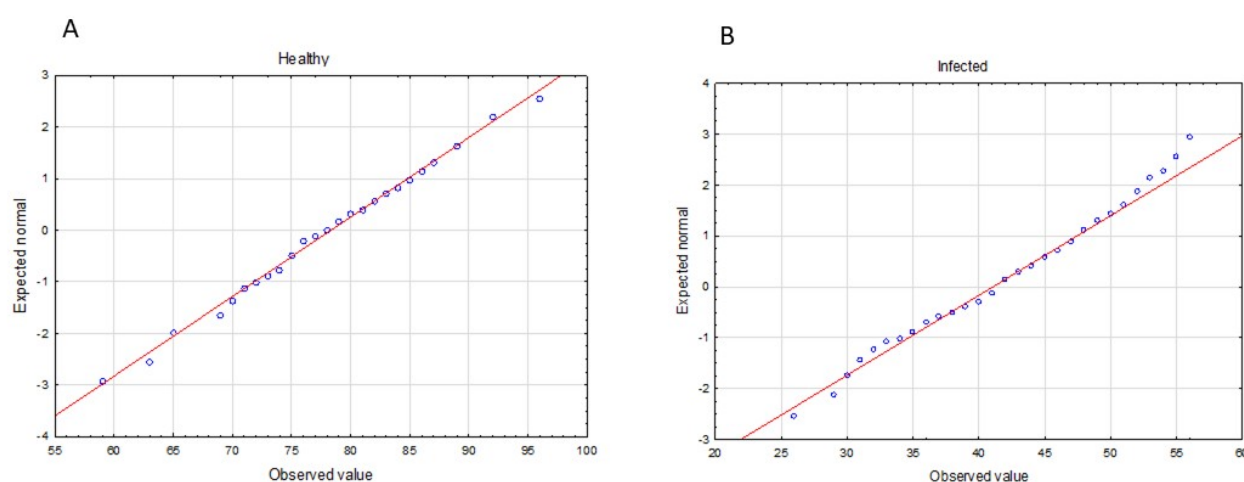 A
Healthy
3
2
1
0
-1
-2
-3
-4
55 60 65 70 75 80 85 90 95 100
Expected normal
Observed value
B
Infected
4
3
2
1
0
-1
-2
-3
20 25 30 35 40 45 50 55 60
Expected normal
Observed value